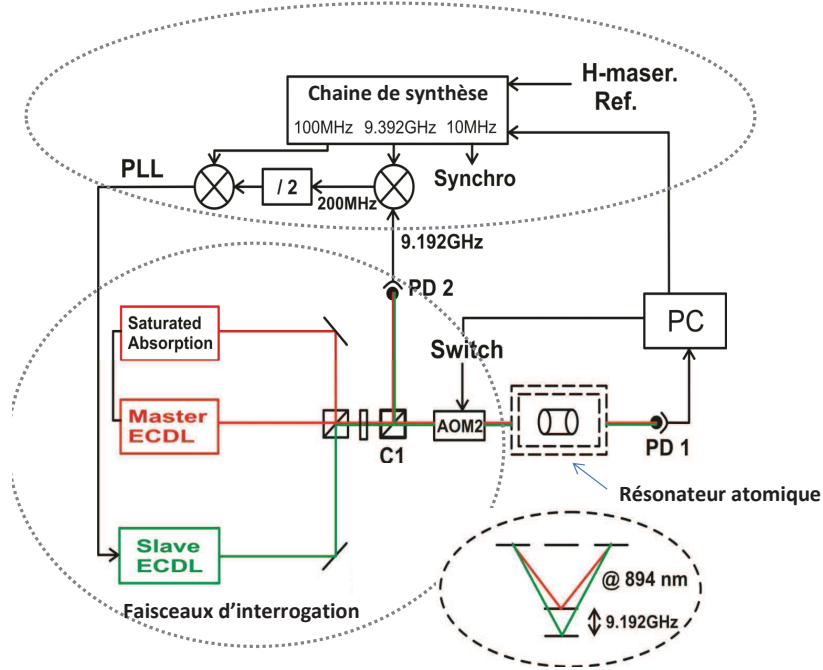 H-maser.
Ref.
Chaine de synthèse
100MHz 9.392GHz 10MHz
PLL
/ 2
200MHz
Synchro
9.192GHz
PD 2
Saturated
Absorption
Switch
PC
Master
ECDL
C1
AOM2
PD 1
Résonateur atomique
Slave
ECDL
@ 894 nm
9.192GHz
Faisceaux d'interrogation